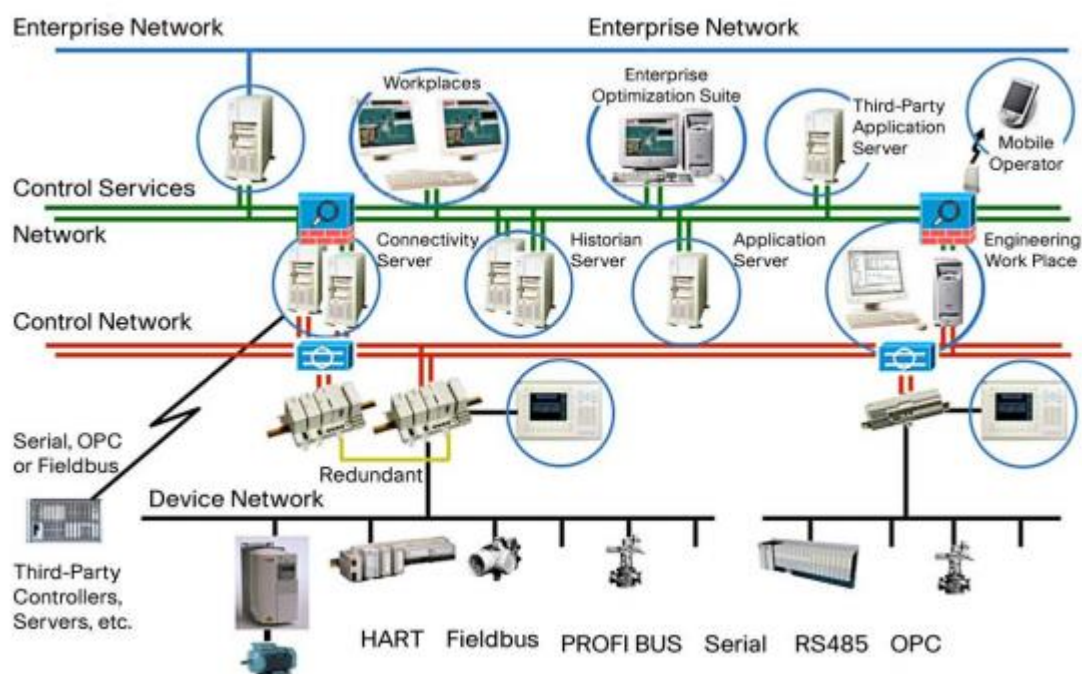 Enterprise Network
Enterprise Network
Workplaces
Enterprise
Optimization Suite
Third-Party
Application
Server
Mobile
Operator
Control Services
Network
Connectivity
Server
Historian
Server
Application
Server
Engineering
Work Place
Control Network
Serial, OPC
or Fieldbus
Redundant
Device Network
Third-Party
Controllers,
Servers, etc.
HART
Fieldbus
PROFI BUS
Serial
RS485
OPC